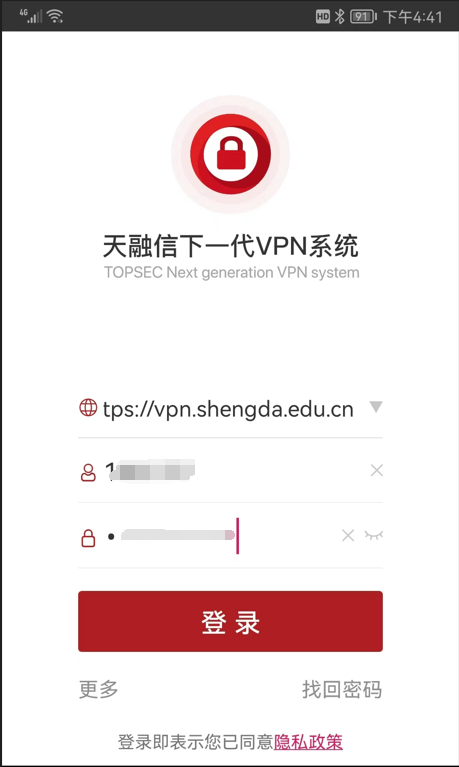 4G HD 91 下午4:41
天融信下一代VPN系统
TOPSEC Next generation VPN system
tps://vpn.shengda.edu.cn
1
登 录
更多 找回密码
登录即表示您已同意隐私政策